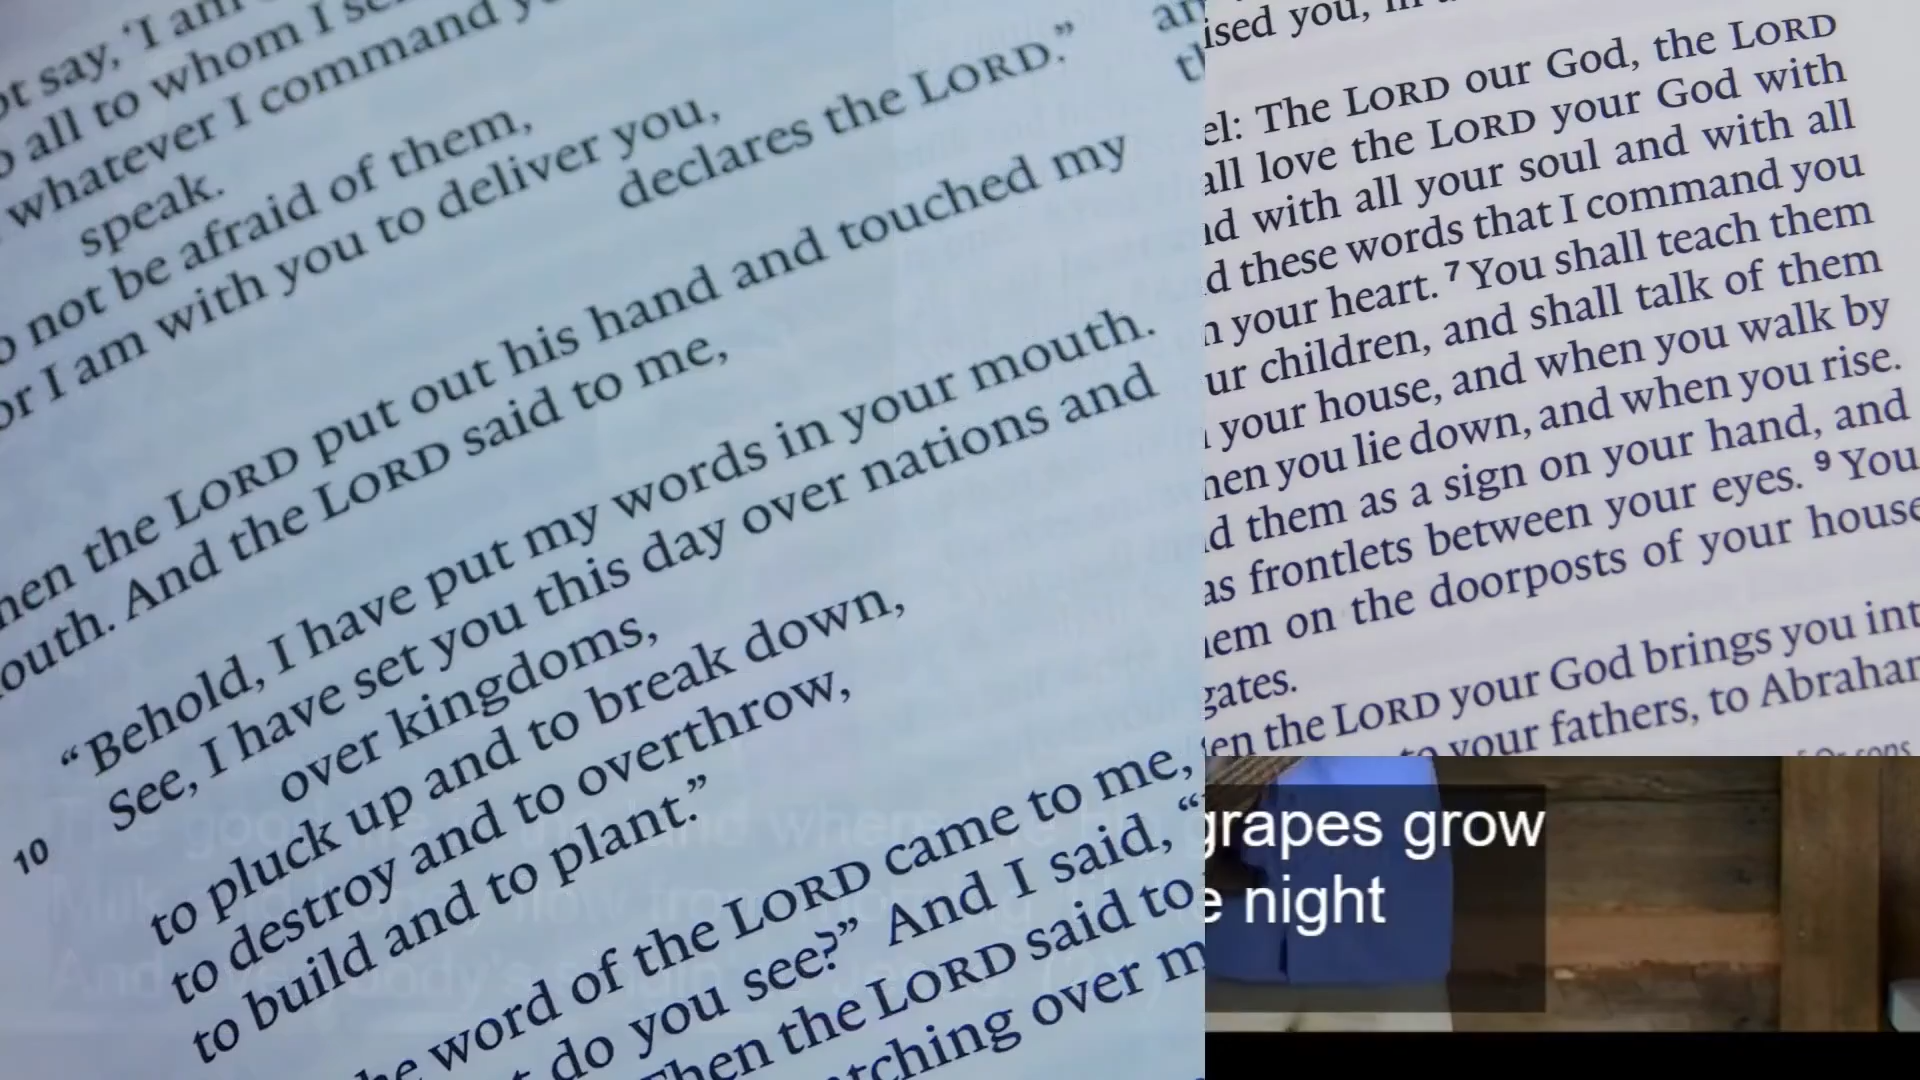 ot say, 'I am
o all to whom I
whatever I command
speak.
not be afraid of them,
or I am with you to deliver you,
declares the LORD."
hen the LORD put out his hand and touched my
outh. And the LORD said to me,
"Behold, I have put my words in your mouth.
10 See, I have set you this day over nations and
over kingdoms,
to pluck up and to break down,
to destroy and to overthrow,
to build and to plant."
he word of the LORD came to me,
do you see?" And I said, "
Then the LORD said to
tching over m
ised you,
el: The LORD our God, the LORD
all love the LORD your God with
nd with all your soul and with all
d these words that I command you
n your heart. 7 You shall teach them
ur children, and shall talk of them
your house, and when you walk by
hen you lie down, and when you rise.
d them as a sign on your hand, and
as frontlets between your eyes. 9 You
em on the doorposts of your house
gates.
en the LORD your God brings you int
to your fathers, to Abraham
grapes grow
e night